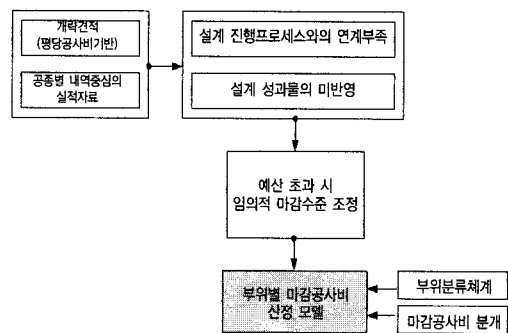 개략견적
(평당공사비기반)
공종별 내역중심의
실적자료
설계 진행프로세스와의 연계부족
설계 성과물의 미반영
예산 초과 시
임의적 마감수준 조정
부위별 마감공사비
산정 모델
부위분류체계
마감공사비 분개